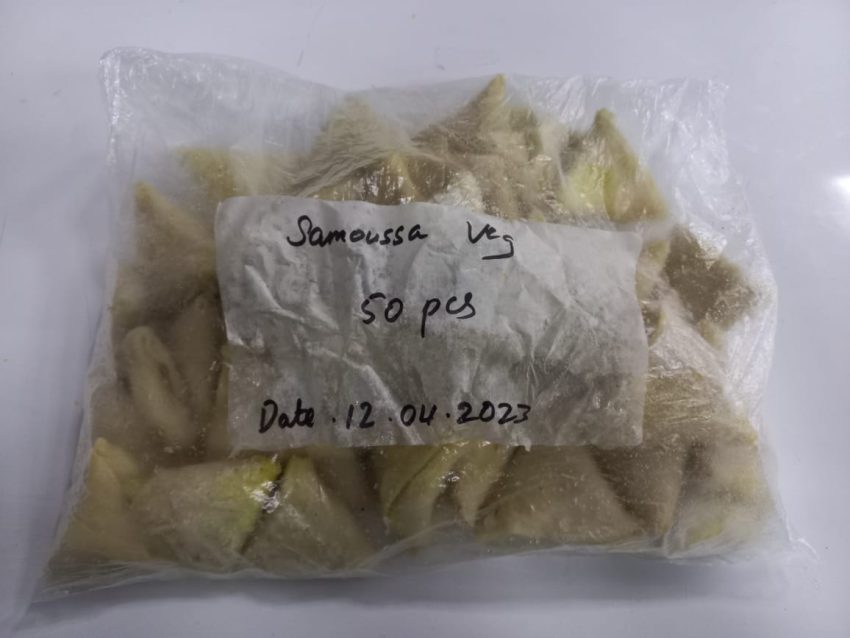 Samoussa Veg
50 pcs
Date . 12 . 04 . 2023